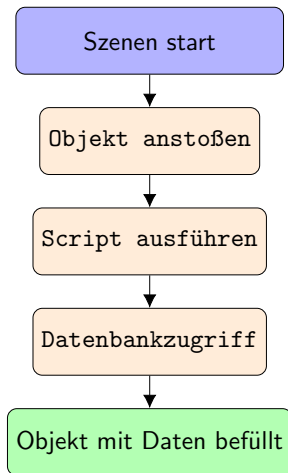 Szenen start
Objekt anstoßen
Script ausführen
Datenbankzugriff
Objekt mit Daten befüllt